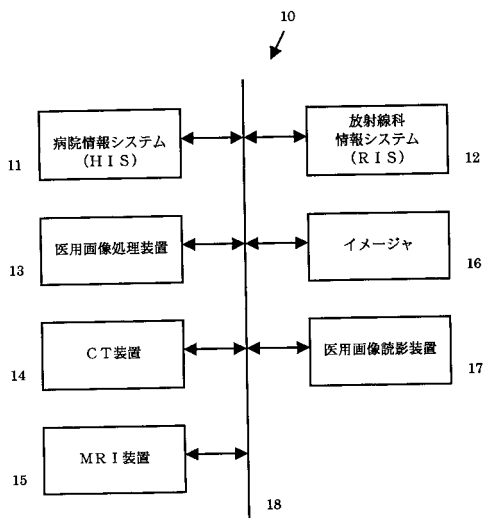 10
病院情報システム
(HIS)
11
放射線科
情報システム
(RIS)
12
医用画像処理装置
13
イメージャ
16
CT装置
14
医用画像読影装置
17
MRI装置
15
18